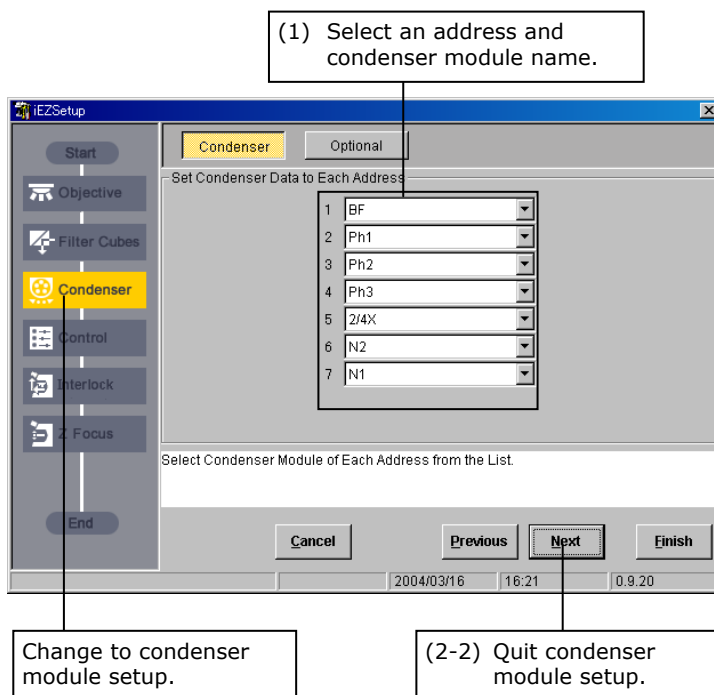 (1) Select an address and
condenser module name.
iEZSetup
Start
Objective
Filter Cubes
Condenser
Control
Interlock
Z Focus
End
Condenser
Optional
Set Condenser Data to Each Address
1 BF
2 Ph1
3 Ph2
4 Ph3
5 2/4X
6 N2
7 N1
Select Condenser Module of Each Address from the List.
Cancel
Previous
Next
Finish
2004/03/16 16:21 0.9.20
Change to condenser
module setup.
(2-2) Quit condenser
module setup.